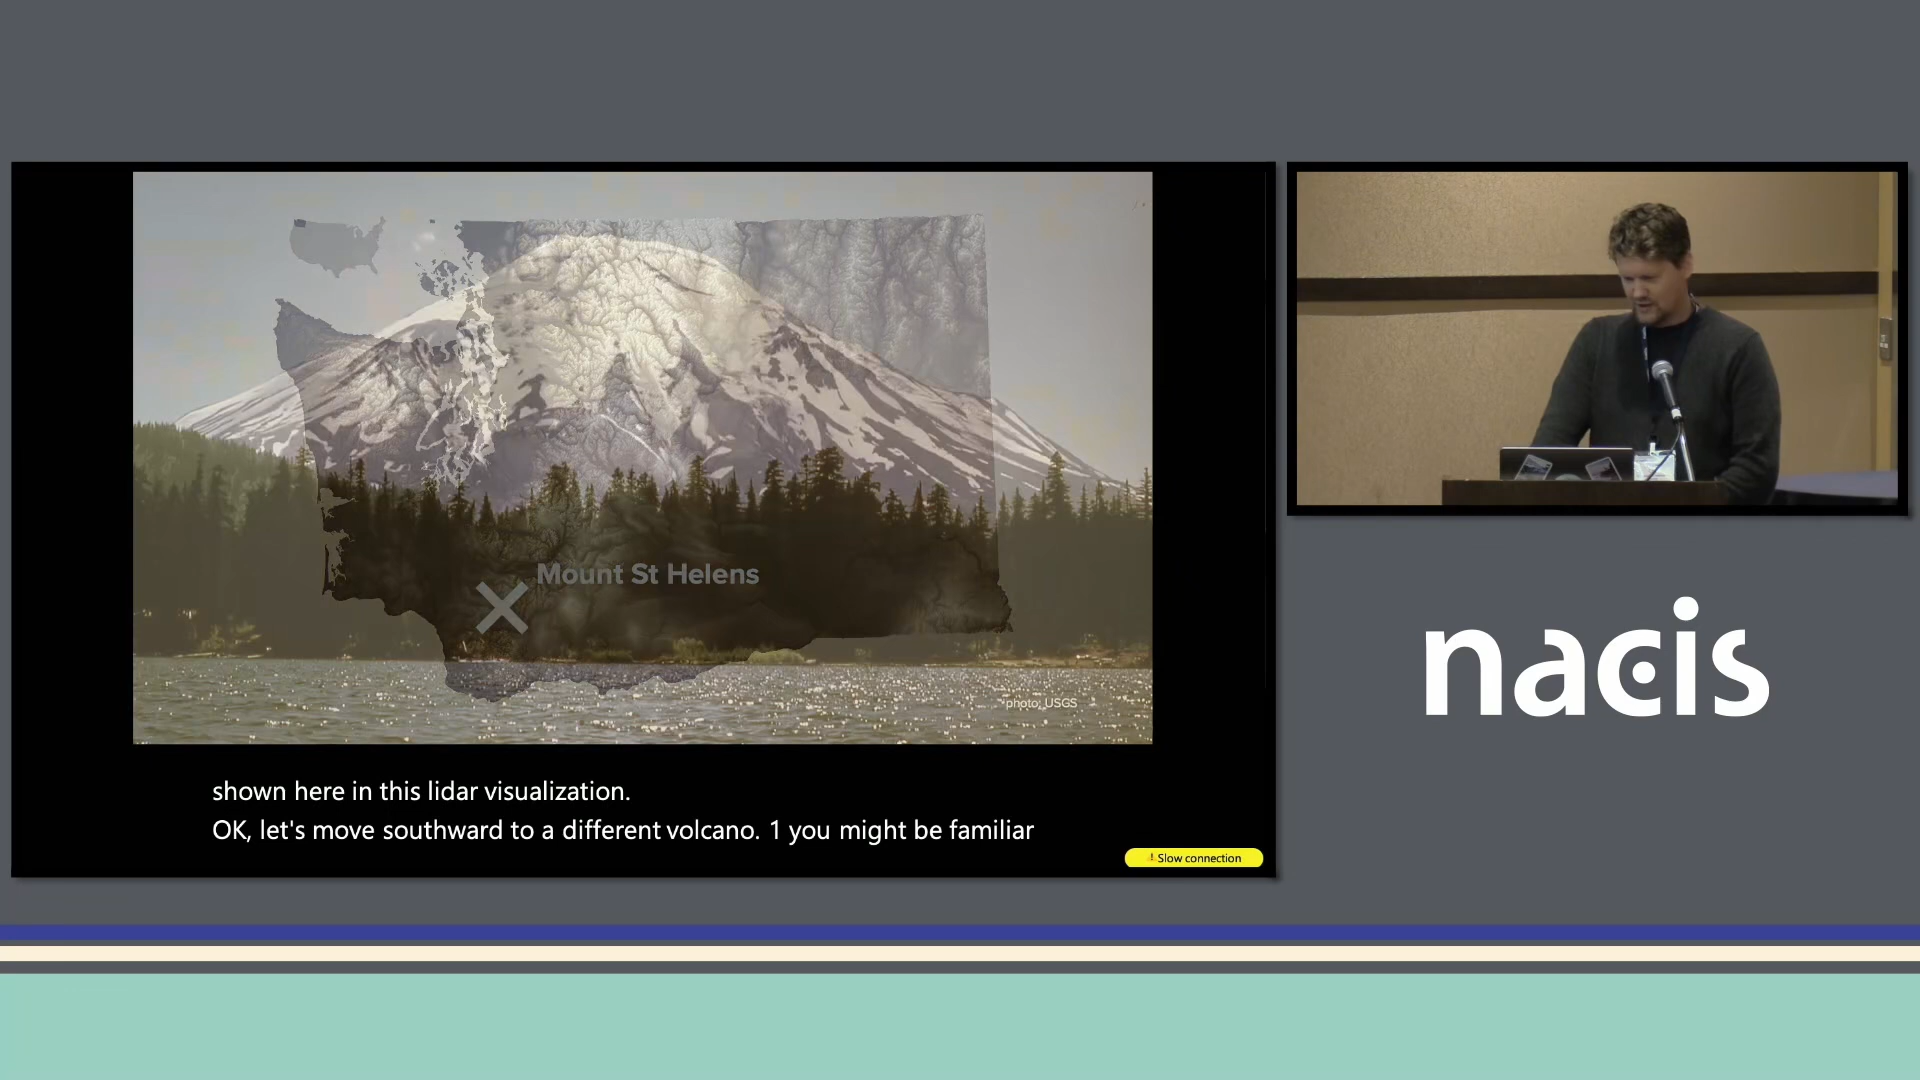 Mount St Helens
photo: USGS
shown here in this lidar visualization.
OK, let's move southward to a different volcano. 1 you might be familiar
! Slow connection
nacis